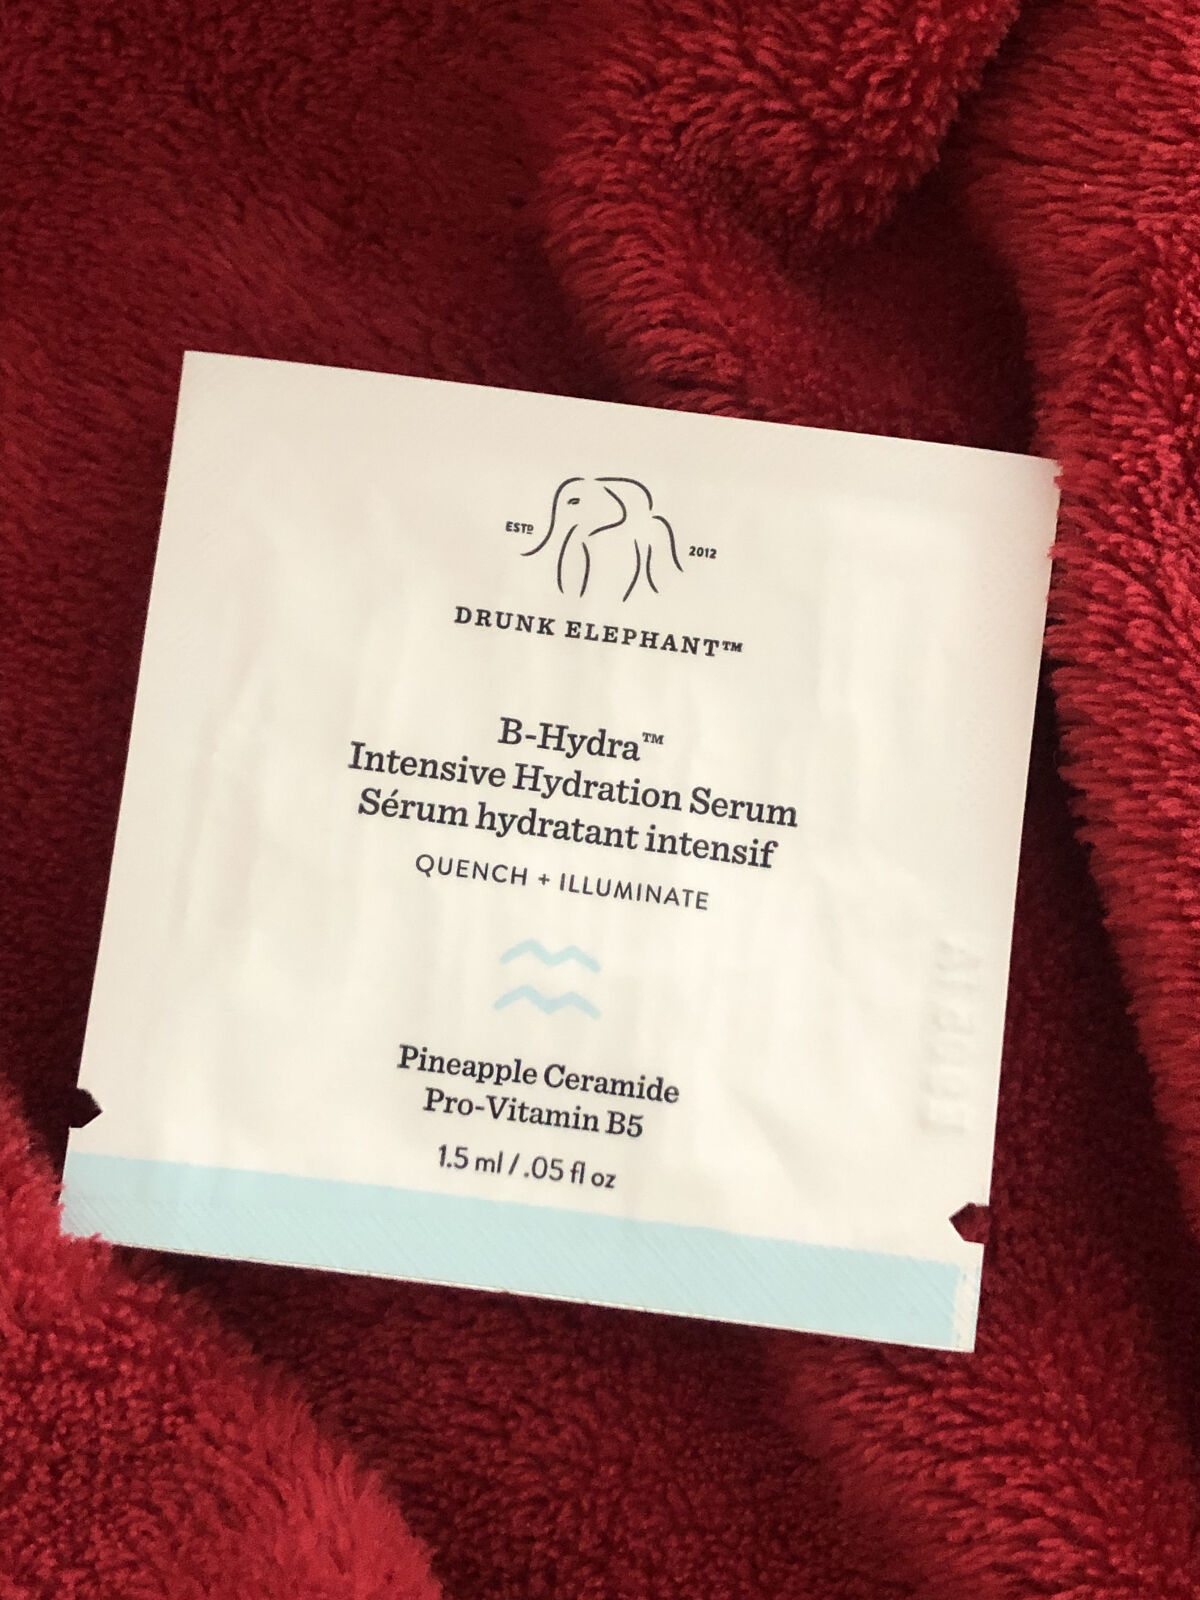 ESTD
2012
DRUNK ELEPHANT™
B-Hydra™
Intensive Hydration Serum
Sérum hydratant intensif
QUENCH + ILLUMINATE
Pineapple Ceramide
Pro-Vitamin B5
1.5 ml / .05 fl oz